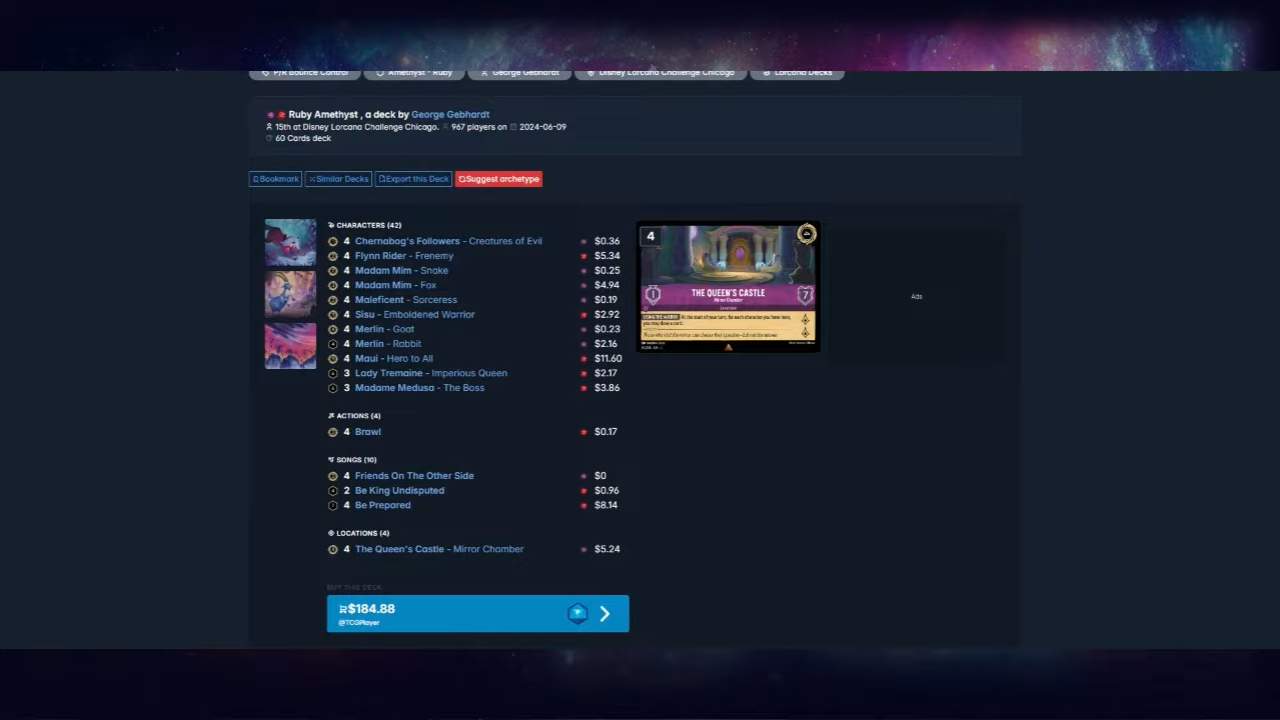 P/R Bounce Control Amethyst - Ruby George Gebhardt Disney Lorcana Challenge Chicago Lorcana Decks
Ruby Amethyst , a deck by George Gebhardt
15th at Disney Lorcana Challenge Chicago. 967 players on 2024-06-09
60 Cards deck
Bookmark Similar Decks Export this Deck Suggest archetype
CHARACTERS (42)
4 Chernabog's Followers - Creatures of Evil $0.36
4 Flynn Rider - Frenemy $5.34
4 Madam Mim - Snake $0.25
4 Madam Mim - Fox $4.94
4 Maleficent - Sorceress $0.19
4 Sisu - Emboldened Warrior $2.92
4 Merlin - Goat $0.23
4 Merlin - Rabbit $2.16
4 Maui - Hero to All $11.60
3 Lady Tremaine - Imperious Queen $2.17
3 Madame Medusa - The Boss $3.86
ACTIONS (4)
4 Brawl $0.17
SONGS (10)
4 Friends On The Other Side $0
2 Be King Undisputed $0.96
4 Be Prepared $8.14
LOCATIONS (4)
4 The Queen's Castle - Mirror Chamber $5.24
BUY THIS DECK
$184.88
@TCGPlayer
4
1
THE QUEEN'S CASTLE
Mirror Chamber
7
Ads